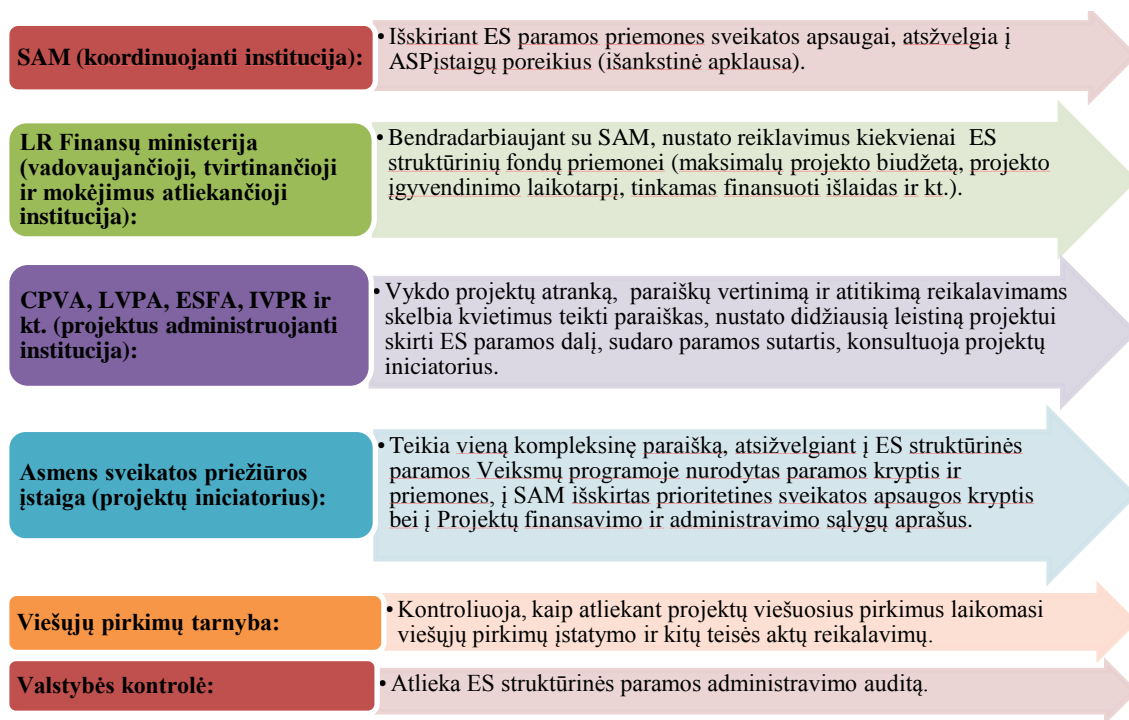 SAM (koordinuojanti institucija):
• Išskiriant ES paramos priemones sveikatos apsaugai, atsžvelgia į
ASPįstaigų poreikius (išankstinė apklausa).
LR Finansų ministerija
(vadovaujančioji, tvirtinančioji
ir mokėjimus atliekančioji
institucija):
• Bendradarbiaujant su SAM, nustato reiklavimus kiekvienai ES
struktūrinių fondų priemonei (maksimalų projekto biudžetą, projekto
įgyvendinimo laikotarpį, tinkamas finansuoti išlaidas ir kt.).
CPVA, LVPA, ESFA, IVPR ir
kt. (projektus administruojanti
institucija):
• Vykdo projektų atranką, paraiškų vertinimą ir atitikimą reikalavimams
skelbia kvietimus teikti paraiškas, nustato didžiausią leistiną projektui
skirti ES paramos dalį, sudaro paramos sutartis, konsultuoja projektų
iniciatorius.
Asmens sveikatos priežiūros
įstaiga (projektų iniciatorius):
• Teikia vieną kompleksinę paraišką, atsižvelgiant į ES struktūrinės
paramos Veiksmų programoje nurodytas paramos kryptis ir
priemones, į SAM išskirtas prioritetines sveikatos apsaugos kryptis
bei į Projektų finansavimo ir administravimo sąlygų aprašus.
Viešųjų pirkimų tarnyba:
• Kontroliuoja, kaip atliekant projektų viešuosius pirkimus laikomasi
viešųjų pirkimų įstatymo ir kitų teisės aktų reikalavimų.
Valstybės kontrolė:
• Atlieka ES struktūrinės paramos administravimo auditą.